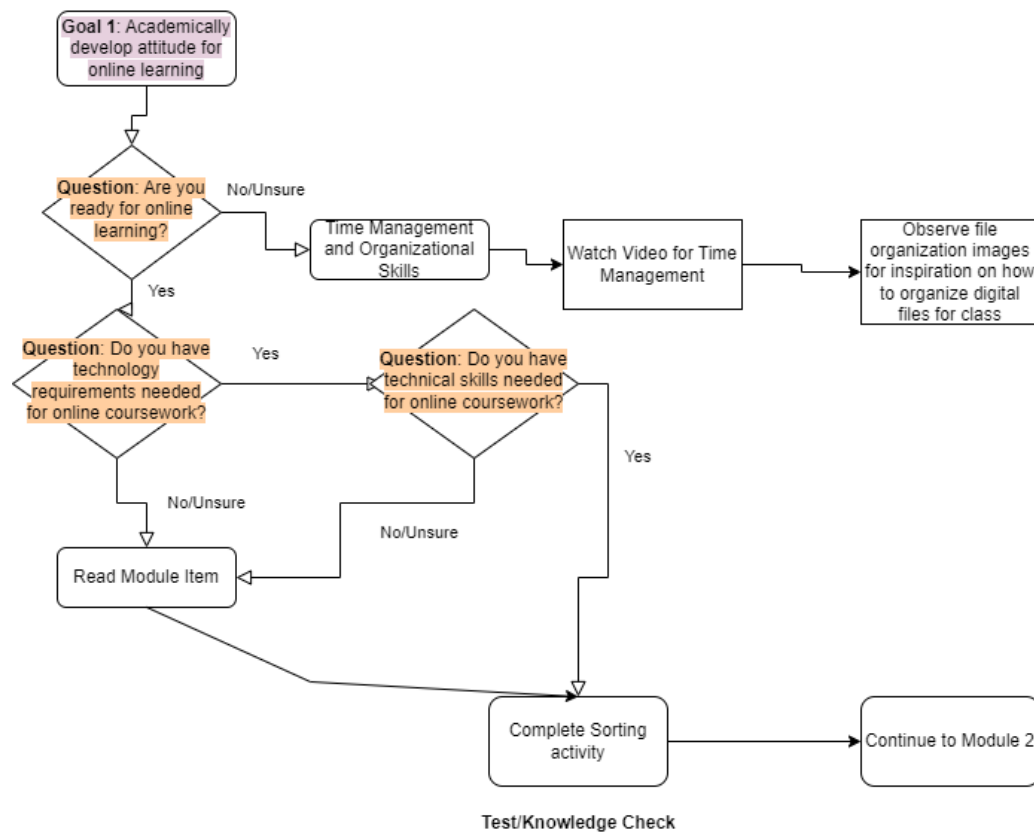 Goal 1: Academically
develop attitude for
online learning
Question: Are you
ready for online
learning?
No/Unsure
Time Management
and Organizational
Skills
Watch Video for Time
Management
Observe file
organization images
for inspiration on how
to organize digital
files for class
Yes
Question: Do you have
technology
requirements needed
for online coursework?
Yes
Question: Do you have
technical skills needed
for online coursework?
Yes
No/Unsure
No/Unsure
Read Module Item
Complete Sorting
activity
Continue to Module 2
Test/Knowledge Check